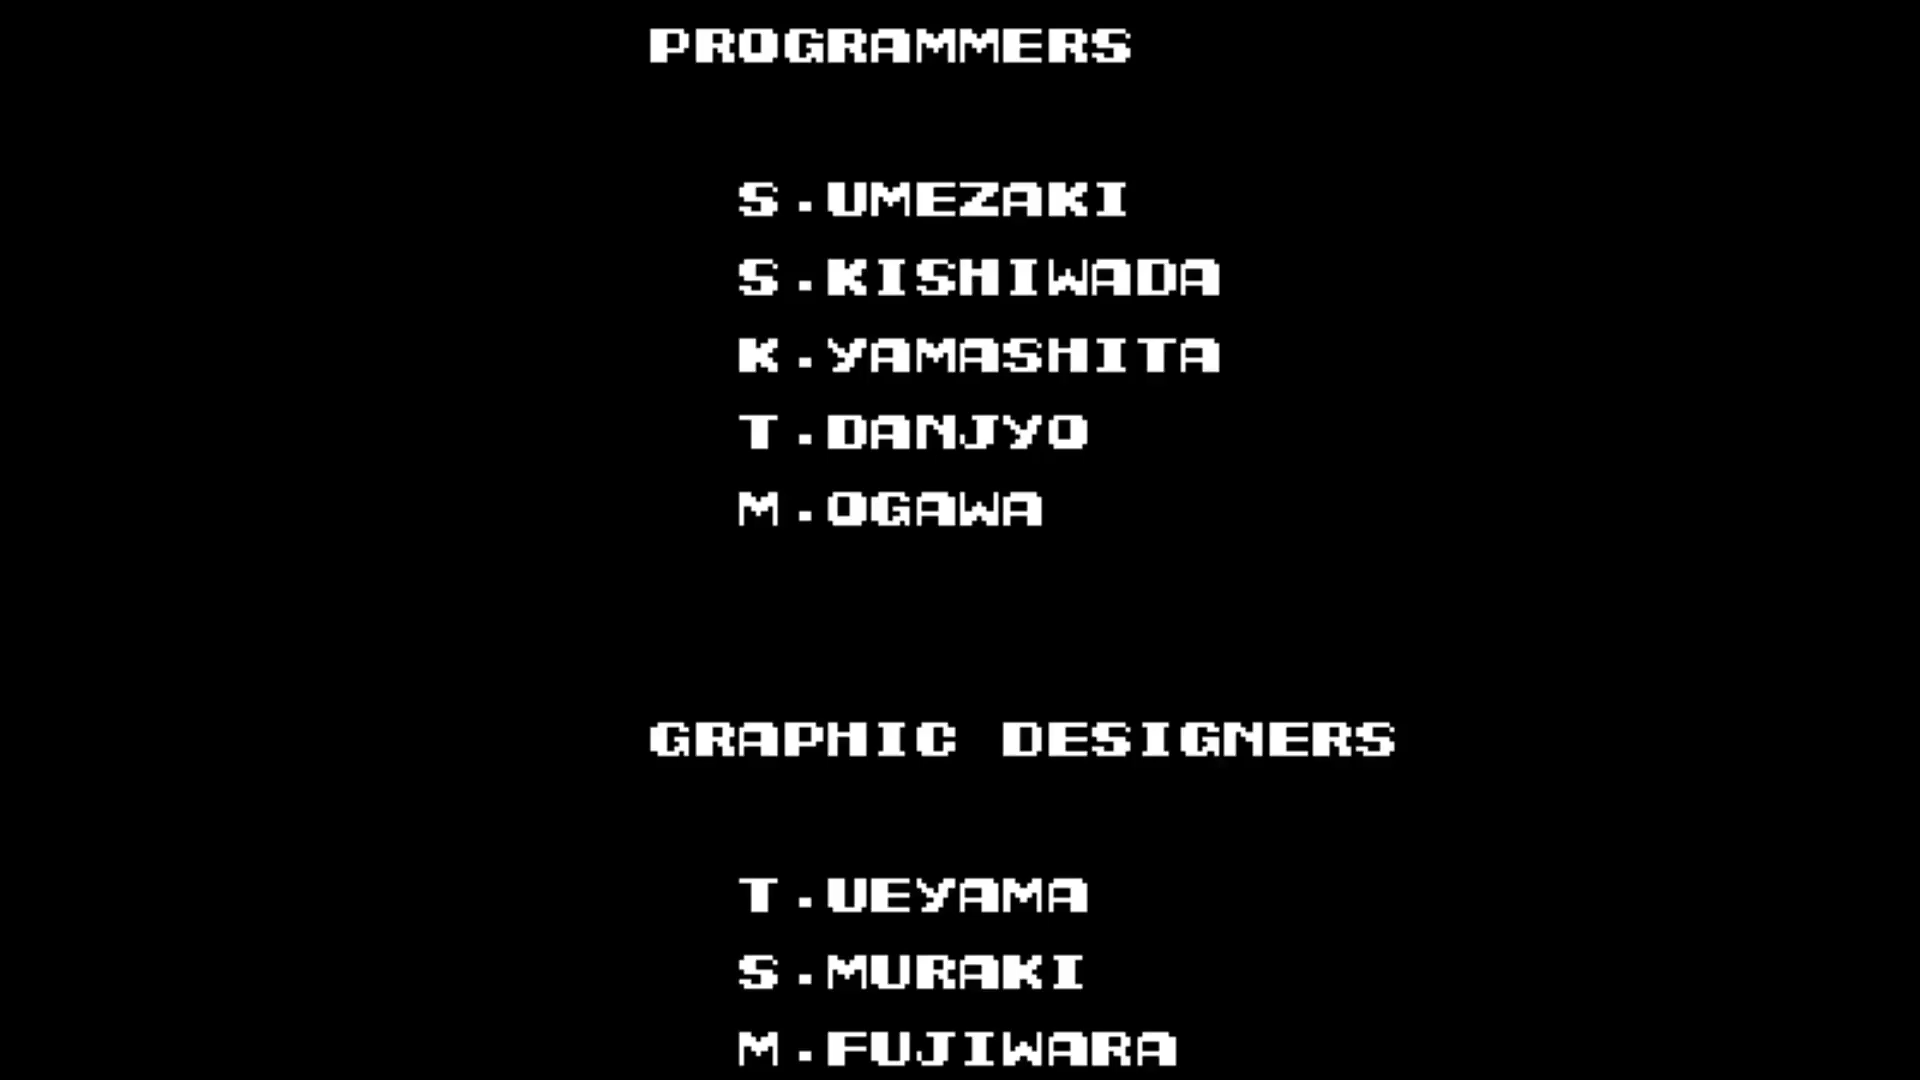 PROGRAMMERS
S.UMEZAKI
S.KISHIWADA
K.YAMASHITA
T.DANJYO
M.OGAWA
GRAPHIC DESIGNERS
T.UEYAMA
S.MURAKI
M.FUJIWARA